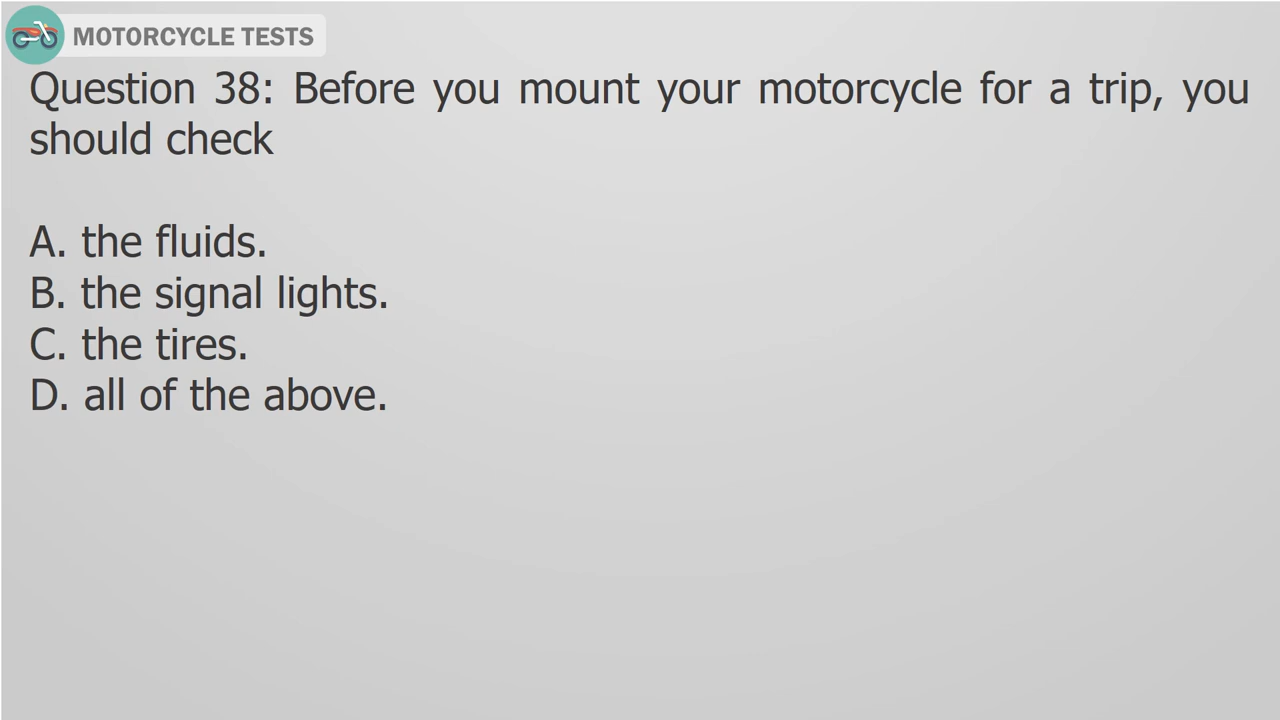 MOTORCYCLE TESTS
Question 38: Before you mount your motorcycle for a trip, you
should check
A. the fluids.
B. the signal lights.
C. the tires.
D. all of the above.